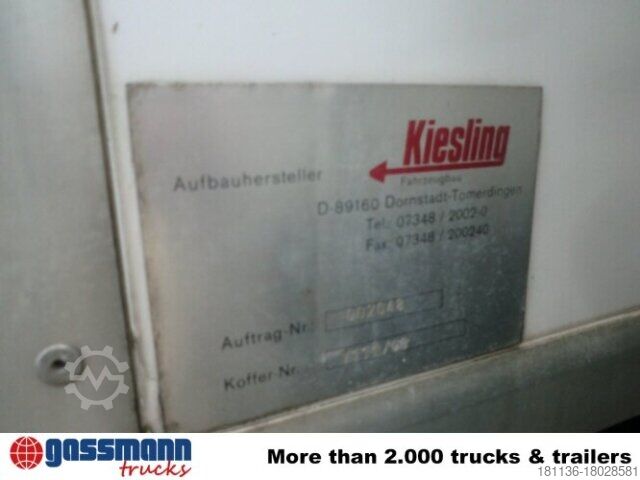 Kiesling
Aufbauhersteller
Fahrzeugbau
D-89160 Dornstadt-Tomerdingen
Tel.: 07348 / 2002-0
Fax: 07348 / 200240
Auftrag-Nr.:
Koffer-Nr.
gassmann
trucks
More than 2.000 trucks & trailers
181136-18028581